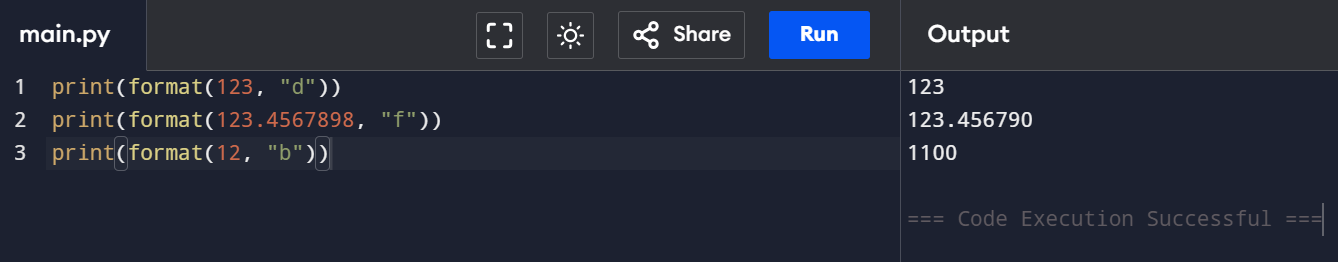 main.py Share Run Output
1 print(format(123, "d"))
2 print(format(123.4567898, "f"))
3 print(format(12, "b"))
123
123.456790
1100
=== Code Execution Successful ===